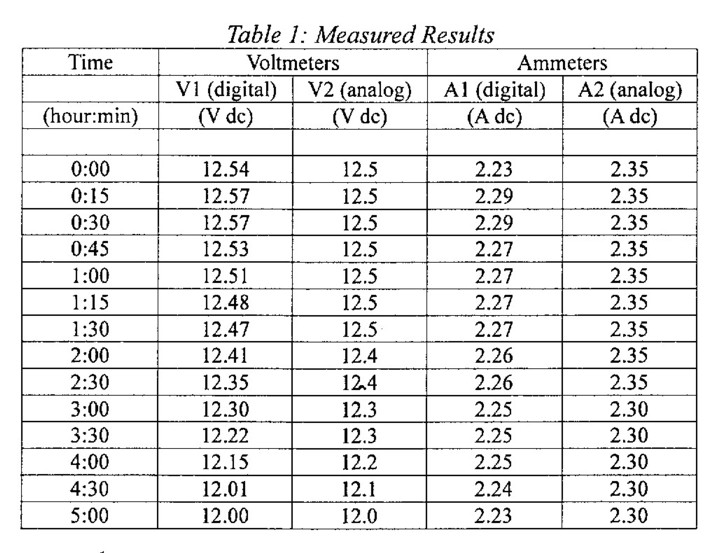 Table 1: Measured Results
Time Voltmeters Ammeters
V1 (digital) V2 (analog) A1 (digital) A2 (analog)
(hour:min) (V dc) (V dc) (A dc) (A dc)
0:00 12.54 12.5 2.23 2.35
0:15 12.57 12.5 2.29 2.35
0:30 12.57 12.5 2.29 2.35
0:45 12.53 12.5 2.27 2.35
1:00 12.51 12.5 2.27 2.35
1:15 12.48 12.5 2.27 2.35
1:30 12.47 12.5 2.27 2.35
2:00 12.41 12.4 2.26 2.35
2:30 12.35 12.4 2.26 2.35
3:00 12.30 12.3 2.25 2.30
3:30 12.22 12.3 2.25 2.30
4:00 12.15 12.2 2.25 2.30
4:30 12.01 12.1 2.24 2.30
5:00 12.00 12.0 2.23 2.30